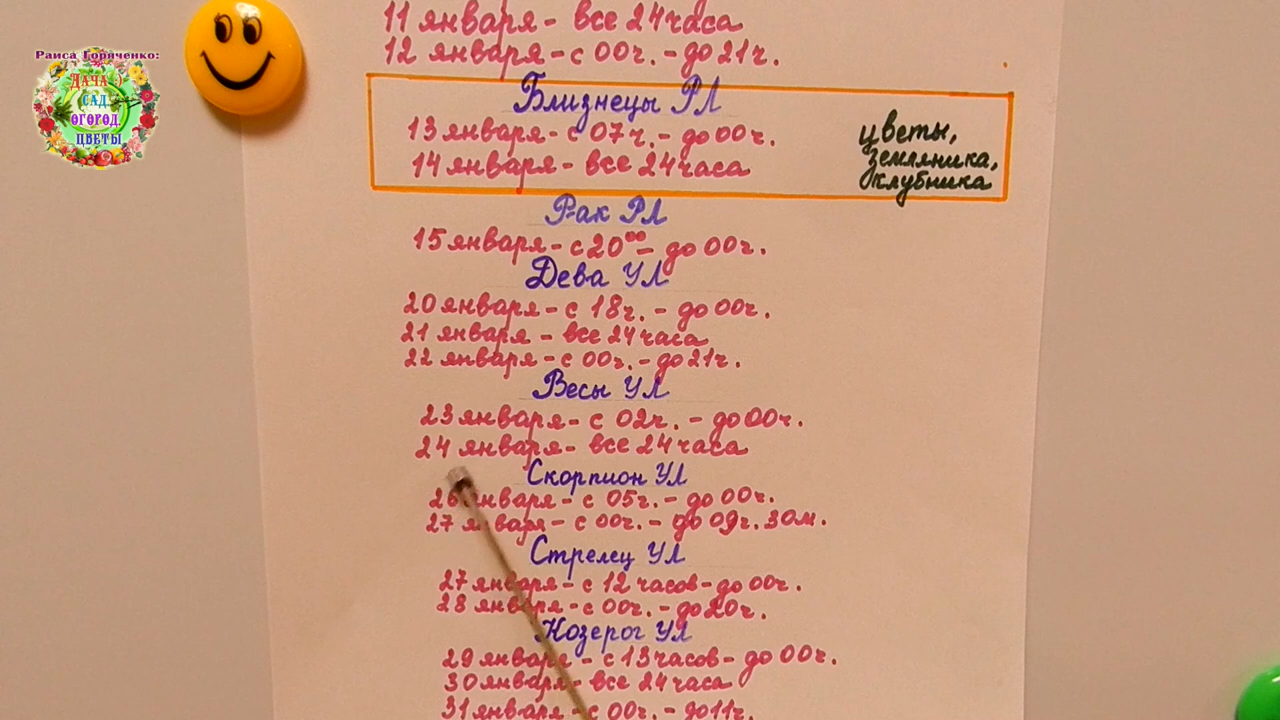 Раиса Горяченко:
ДАЧА :)
САД,
ОГОРОД,
ЦВЕТЫ
11 января - все 24 часа
12 января - с 00ч. - до 21ч.
Близнецы РЛ
13 января - с 07ч. - до 00ч.
14 января - все 24 часа
цветы,
земляника,
клубника
Рак РЛ
15 января - с 20⁰⁰ - до 00ч.
Дева УЛ
20 января - с 18ч. - до 00ч.
21 января - все 24 часа
22 января - с 00ч. - до 21ч.
Весы УЛ
23 января - с 02ч. - до 00ч.
24 января - все 24 часа
Скорпион УЛ
26 января - с 05ч. - до 00ч.
27 января - с 00ч. - до 09ч. 30м.
Стрелец УЛ
27 января - с 12 часов - до 00ч.
28 января - с 00ч. - до 20ч.
Козерог УЛ
29 января - с 13 часов - до 00ч.
30 января - все 24 часа
31 января - с 00ч. - до 11ч.